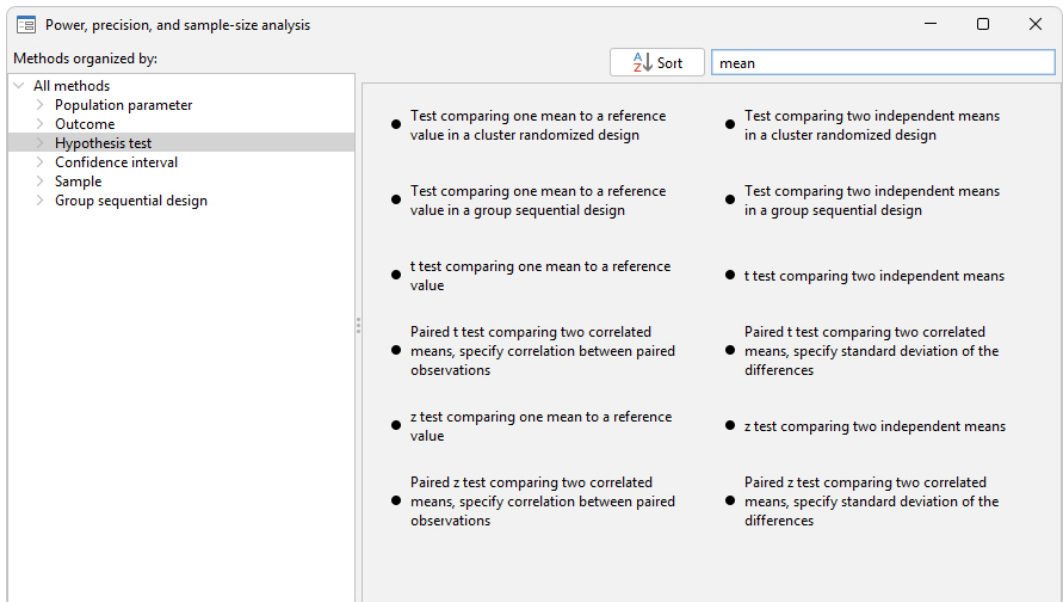 Power, precision, and sample-size analysis
Methods organized by:
Sort
mean
All methods
Population parameter
Outcome
Hypothesis test
Confidence interval
Sample
Group sequential design
Test comparing one mean to a reference
value in a cluster randomized design
Test comparing two independent means
in a cluster randomized design
Test comparing one mean to a reference
value in a group sequential design
Test comparing two independent means
in a group sequential design
t test comparing one mean to a reference
value
t test comparing two independent means
Paired t test comparing two correlated
means, specify correlation between paired
observations
Paired t test comparing two correlated
means, specify standard deviation of the
differences
z test comparing one mean to a reference
value
z test comparing two independent means
Paired z test comparing two correlated
means, specify correlation between paired
observations
Paired z test comparing two correlated
means, specify standard deviation of the
differences